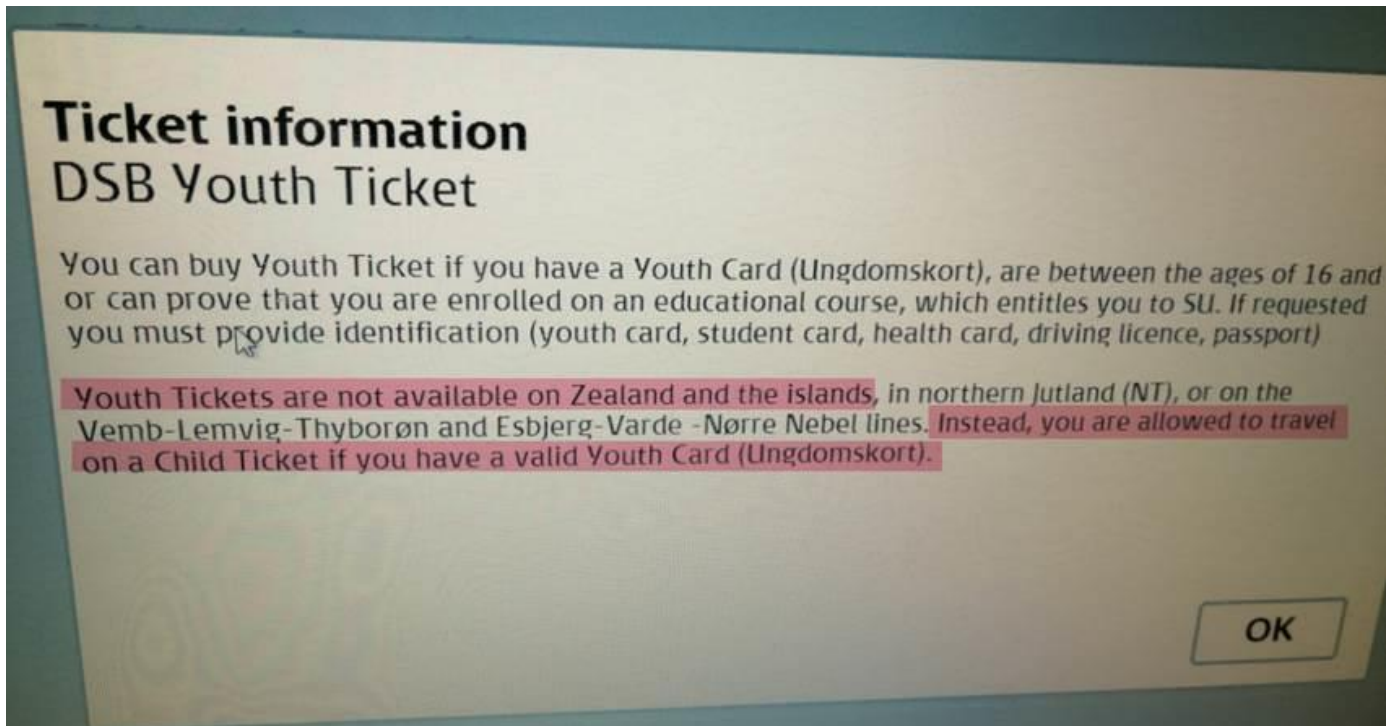 Ticket information
DSB Youth Ticket
You can buy Youth Ticket if you have a Youth Card (Ungdomskort), are between the ages of 16 and
or can prove that you are enrolled on an educational course, which entitles you to SU. If requested
you must provide identification (youth card, student card, health card, driving licence, passport)
Youth Tickets are not available on Zealand and the islands, in northern Jutland (NT), or on the
Vemb-Lemvig-Thyborøn and Esbjerg-Varde -Nørre Nebel lines. Instead, you are allowed to travel
on a Child Ticket if you have a valid Youth Card (Ungdomskort).
OK